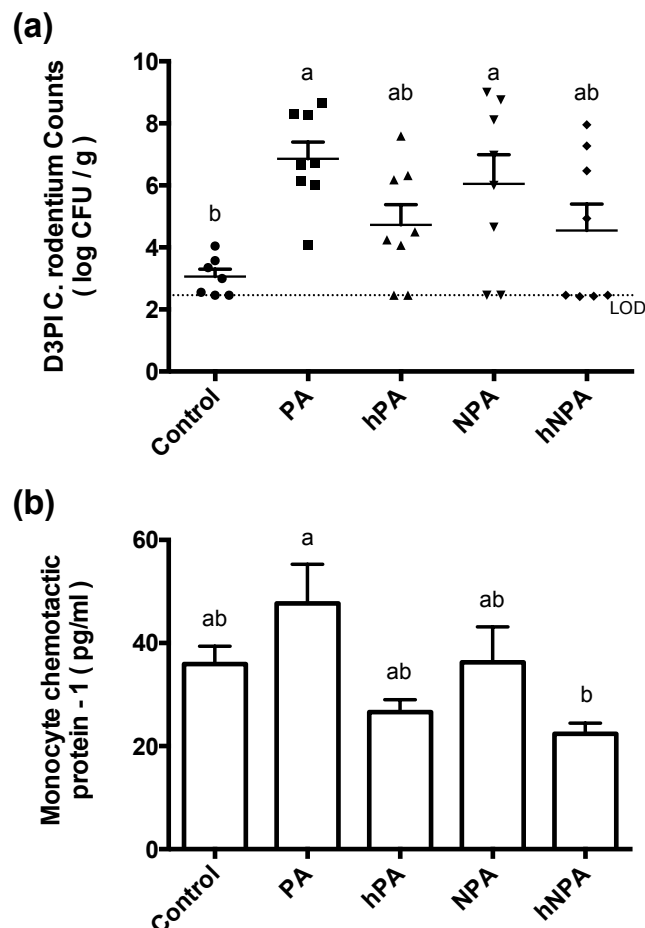 (a)
D3PI C. rodentium Counts
( log CFU / g )
10
8
6
4
2
0
b
a
ab
a
ab
LOD
Control
PA
hPA
NPA
hNPA
(b)
Monocyte chemotactic
protein - 1 ( pg/ml )
60
40
20
0
ab
a
ab
ab
b
Control
PA
hPA
NPA
hNPA